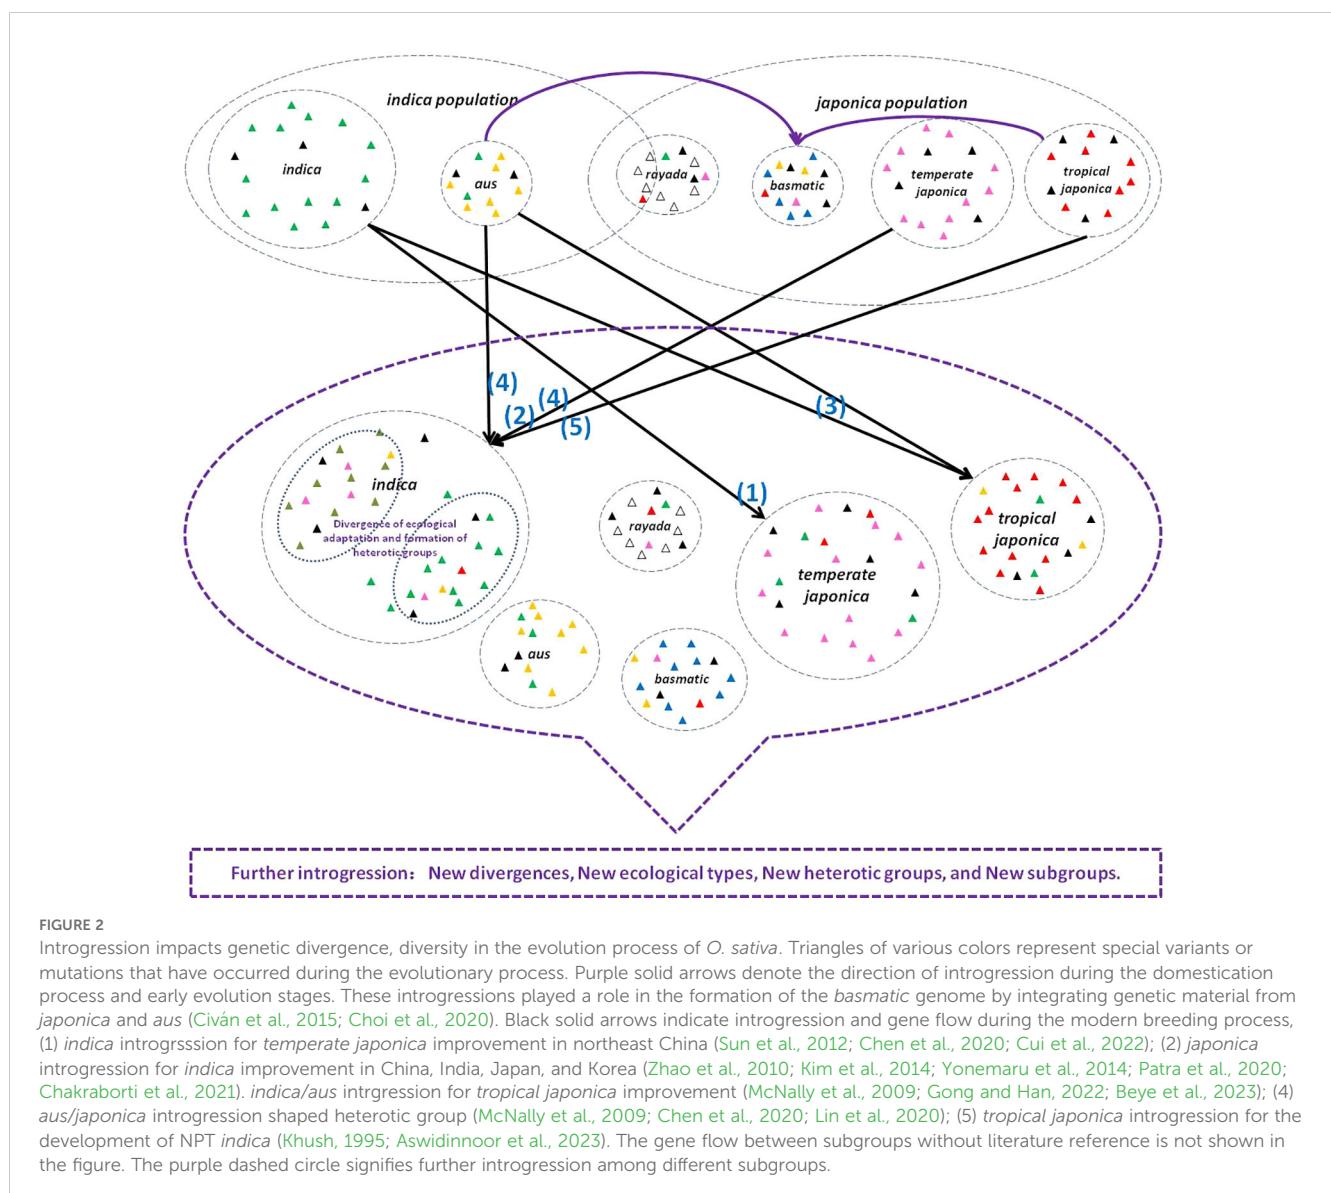 indica population
japonica population
indica
aus
rayada
basmatic
temperate
japonica
tropical
japonica
(4)
(4)
(2)
(5)
(3)
(1)
indica
Divergence of ecological
adaptation and formation of
heterotic groups
rayada
temperate
japonica
tropical
japonica
aus
basmatic
Further introgression: New divergences, New ecological types, New heterotic groups, and New subgroups.
FIGURE 2
Introgression impacts genetic divergence, diversity in the evolution process of O. sativa. Triangles of various colors represent special variants or
mutations that have occurred during the evolutionary process. Purple solid arrows denote the direction of introgression during the domestication
process and early evolution stages. These introgressions played a role in the formation of the basmatic genome by integrating genetic material from
japonica and aus (Civán et al., 2015; Choi et al., 2020). Black solid arrows indicate introgression and gene flow during the modern breeding process,
(1) indica introgrsssion for temperate japonica improvement in northeast China (Sun et al., 2012; Chen et al., 2020; Cui et al., 2022); (2) japonica
introgression for indica improvement in China, India, Japan, and Korea (Zhao et al., 2010; Kim et al., 2014; Yonemaru et al., 2014; Patra et al., 2020;
Chakraborti et al., 2021). indica/aus intrgression for tropical japonica improvement (McNally et al., 2009; Gong and Han, 2022; Beye et al., 2023); (4)
aus/japonica introgression shaped heterotic group (McNally et al., 2009; Chen et al., 2020; Lin et al., 2020); (5) tropical japonica introgression for the
development of NPT indica (Khush, 1995; Aswidinnoor et al., 2023). The gene flow between subgroups without literature reference is not shown in
the figure. The purple dashed circle signifies further introgression among different subgroups.